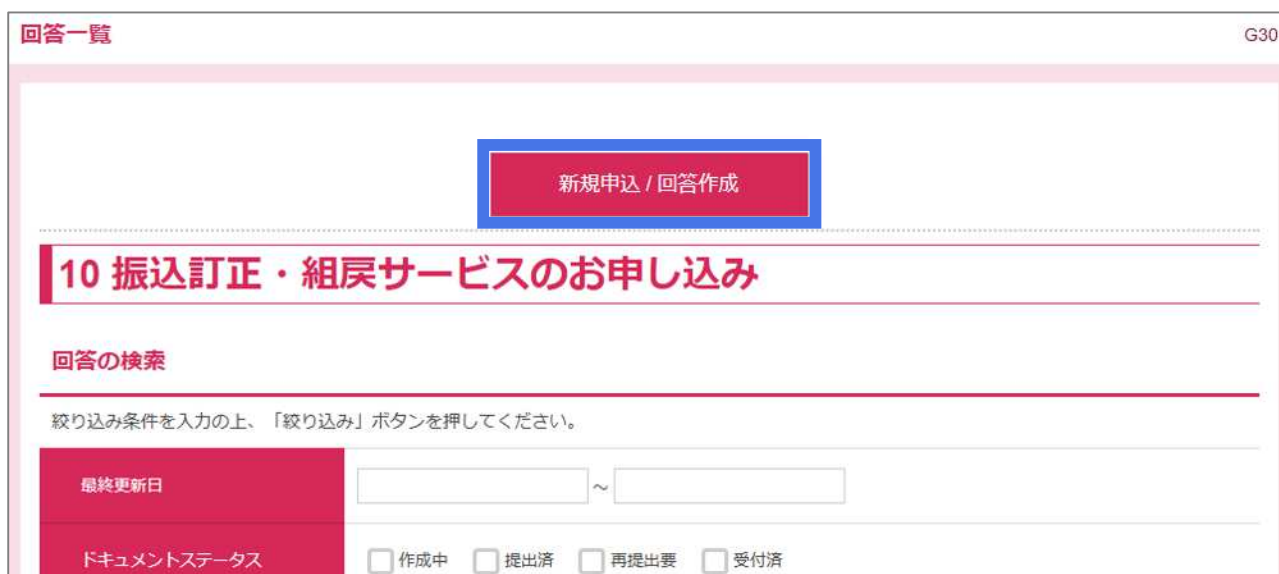 回答一覧
G30
新規申込 / 回答作成
10 振込訂正・組戻サービスのお申し込み
回答の検索
絞り込み条件を入力の上、「絞り込み」ボタンを押してください。
最終更新日 ～
ドキュメントステータス 作成中 提出済 再提出要 受付済